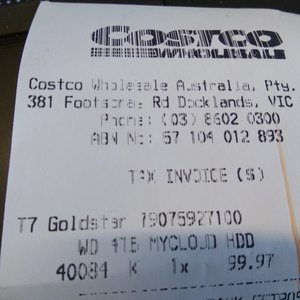 COSTCO
WHOLESALE
Costco Wholesale Australia, Pty.
381 Footscray Rd Docklands, VIC
Phone: (03) 8602 0300
ABN No: 57 104 012 893
TAX INVOICE (S)
T7 Goldstar 79075927100
WD 4TB MYCLOUD HDD
40084 K 1x 99.97